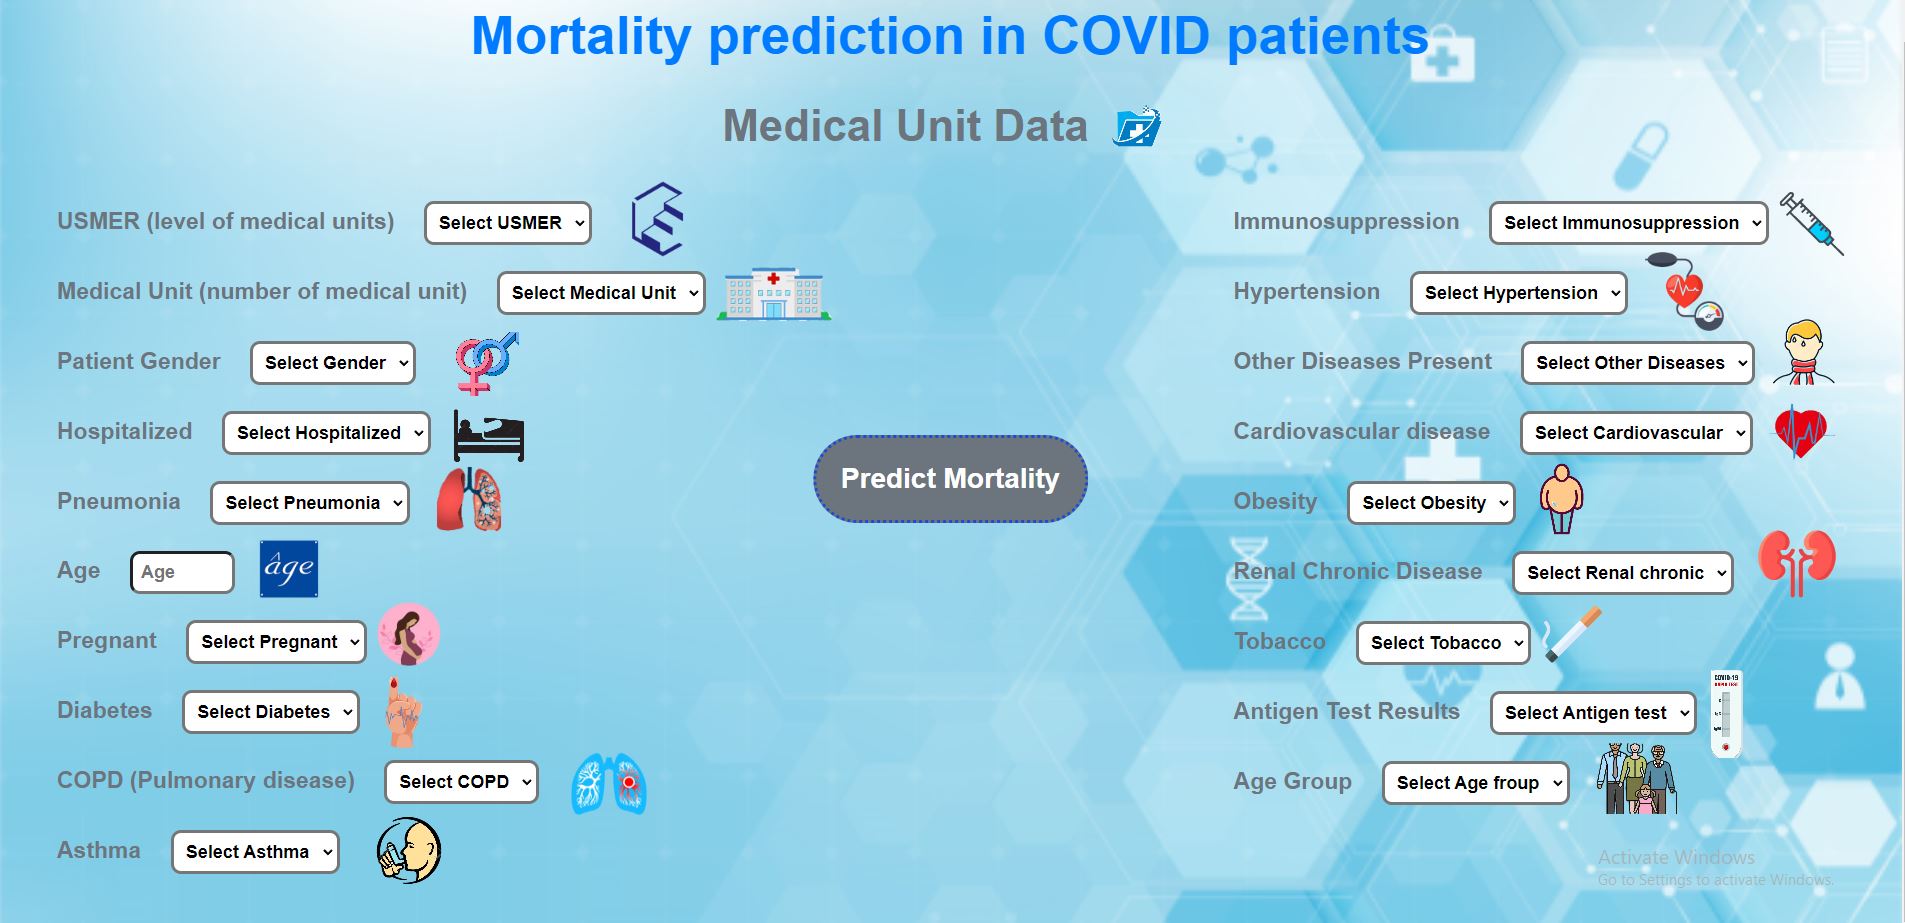 Mortality prediction in COVID patients
Medical Unit Data
USMER (level of medical units) Select USMER
Medical Unit (number of medical unit) Select Medical Unit
Patient Gender Select Gender
Hospitalized Select Hospitalized
Pneumonia Select Pneumonia
Age Age âge
Pregnant Select Pregnant
Diabetes Select Diabetes
COPD (Pulmonary disease) Select COPD
Asthma Select Asthma
Predict Mortality
Immunosuppression Select Immunosuppression
Hypertension Select Hypertension
Other Diseases Present Select Other Diseases
Cardiovascular disease Select Cardiovascular
Obesity Select Obesity
Renal Chronic Disease Select Renal chronic
Tobacco Select Tobacco
Antigen Test Results Select Antigen test
COVID-19
Age Group Select Age froup
Activate Windows
Go to Settings to activate Windows.